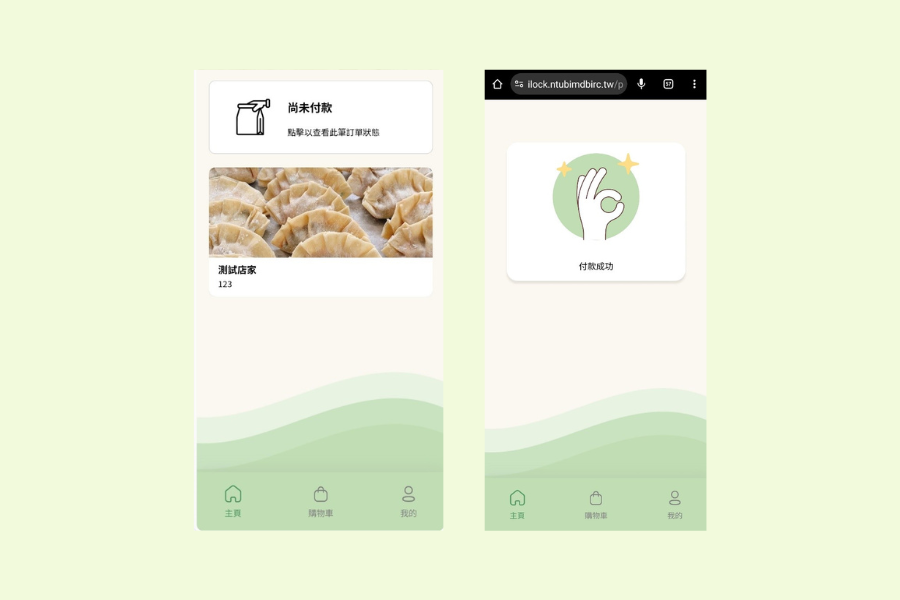 尚未付款
點擊以查看此筆訂單狀態
測試店家
123
主頁
購物車
我的
ilock.ntubimdbirc.tw/p
57
付款成功
主頁
購物車
我的